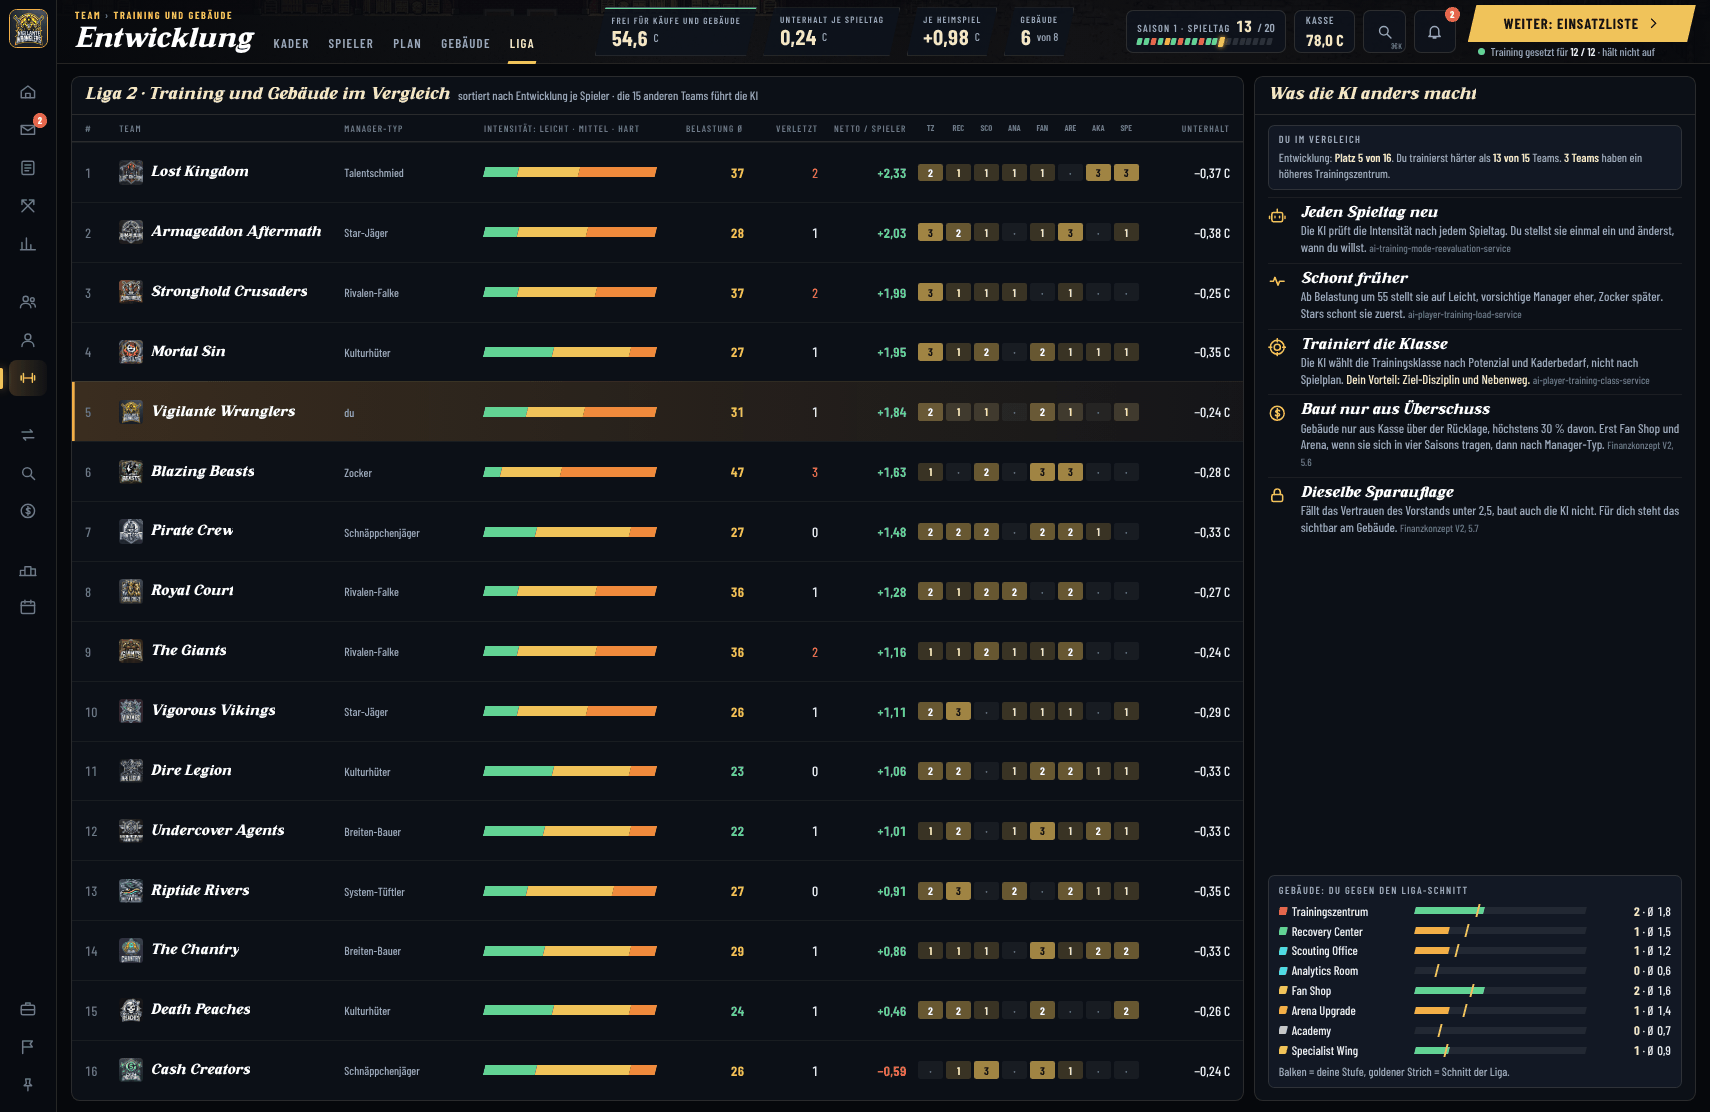 TEAM › TRAINING UND GEBÄUDE
Entwicklung
KADER SPIELER PLAN GEBÄUDE LIGA
FREI FÜR KÄUFE UND GEBÄUDE
54,6 C
UNTERHALT JE SPIELTAG
0,24 C
JE HEIMSPIEL
+0,98 C
GEBÄUDE
6 von 8
SAISON 1 · SPIELTAG 13 / 20
KASSE
78,0 C
36X
2
WEITER: EINSATZLISTE
Training gesetzt für 12 / 12 · hält nicht auf
2
Liga 2 · Training und Gebäude im Vergleich sortiert nach Entwicklung je Spieler · die 15 anderen Teams führt die KI
# TEAM MANAGER-TYP INTENSITÄT: LEICHT · MITTEL · HART BELASTUNG Ø VERLETZT NETTO / SPIELER TZ REC SCO ANA FAN ARE AKA SPE UNTERHALT
1 Lost Kingdom Talentschmied 37 2 +2,33 2 1 1 1 1 · 3 3 −0,37 C
2 Armageddon Aftermath Star-Jäger 28 1 +2,03 3 2 1 · 1 3 · 1 −0,38 C
3 Stronghold Crusaders Rivalen-Falke 37 2 +1,99 3 1 1 1 · 1 · · −0,25 C
4 Mortal Sin Kulturhüter 27 1 +1,95 3 1 2 · 2 1 1 1 −0,35 C
5 Vigilante Wranglers du 31 1 +1,84 2 1 1 · 2 1 · 1 −0,24 C
6 Blazing Beasts Zocker 47 3 +1,63 1 · 2 · 3 3 · · −0,28 C
7 Pirate Crew Schnäppchenjäger 27 0 +1,48 2 2 2 · 2 2 1 · −0,33 C
8 Royal Court Rivalen-Falke 36 1 +1,28 2 1 2 2 · 2 · · −0,27 C
9 The Giants Rivalen-Falke 36 2 +1,16 1 1 2 1 1 2 · · −0,24 C
10 Vigorous Vikings Star-Jäger 26 1 +1,11 2 3 · 1 1 1 · 1 −0,29 C
11 Dire Legion Kulturhüter 23 0 +1,06 2 2 · 1 2 2 1 1 −0,33 C
12 Undercover Agents Breiten-Bauer 22 1 +1,01 1 2 · 1 3 1 2 1 −0,33 C
13 Riptide Rivers System-Tüftler 27 0 +0,91 2 3 · 2 · 2 1 1 −0,35 C
14 The Chantry Breiten-Bauer 29 1 +0,86 1 1 1 · 3 1 2 2 −0,33 C
15 Death Peaches Kulturhüter 24 1 +0,46 2 2 1 · 2 · · 2 −0,26 C
16 Cash Creators Schnäppchenjäger 26 1 −0,59 · 1 3 · 3 1 · · −0,24 C
Was die KI anders macht
DU IM VERGLEICH
Entwicklung: Platz 5 von 16. Du trainierst härter als 13 von 15 Teams. 3 Teams haben ein
höheres Trainingszentrum.
Jeden Spieltag neu
Die KI prüft die Intensität nach jedem Spieltag. Du stellst sie einmal ein und änderst,
wann du willst. ai-training-mode-reevaluation-service
Schont früher
Ab Belastung um 55 stellt sie auf Leicht, vorsichtige Manager eher, Zocker später.
Stars schont sie zuerst. ai-player-training-load-service
Trainiert die Klasse
Die KI wählt die Trainingsklasse nach Potenzial und Kaderbedarf, nicht nach
Spielplan. Dein Vorteil: Ziel-Disziplin und Nebenweg. ai-player-training-class-service
Baut nur aus Überschuss
Gebäude nur aus Kasse über der Rücklage, höchstens 30 % davon. Erst Fan Shop und
Arena, wenn sie sich in vier Saisons tragen, dann nach Manager-Typ. Finanzkonzept V2,
5.6
Dieselbe Sparauflage
Fällt das Vertrauen des Vorstands unter 2,5, baut auch die KI nicht. Für dich steht das
sichtbar am Gebäude. Finanzkonzept V2, 5.7
GEBÄUDE: DU GEGEN DEN LIGA-SCHNITT
Trainingszentrum 2 · Ø 1,8
Recovery Center 1 · Ø 1,5
Scouting Office 1 · Ø 1,2
Analytics Room 0 · Ø 0,6
Fan Shop 2 · Ø 1,6
Arena Upgrade 1 · Ø 1,4
Academy 0 · Ø 0,7
Specialist Wing 1 · Ø 0,9
Balken = deine Stufe, goldener Strich = Schnitt der Liga.